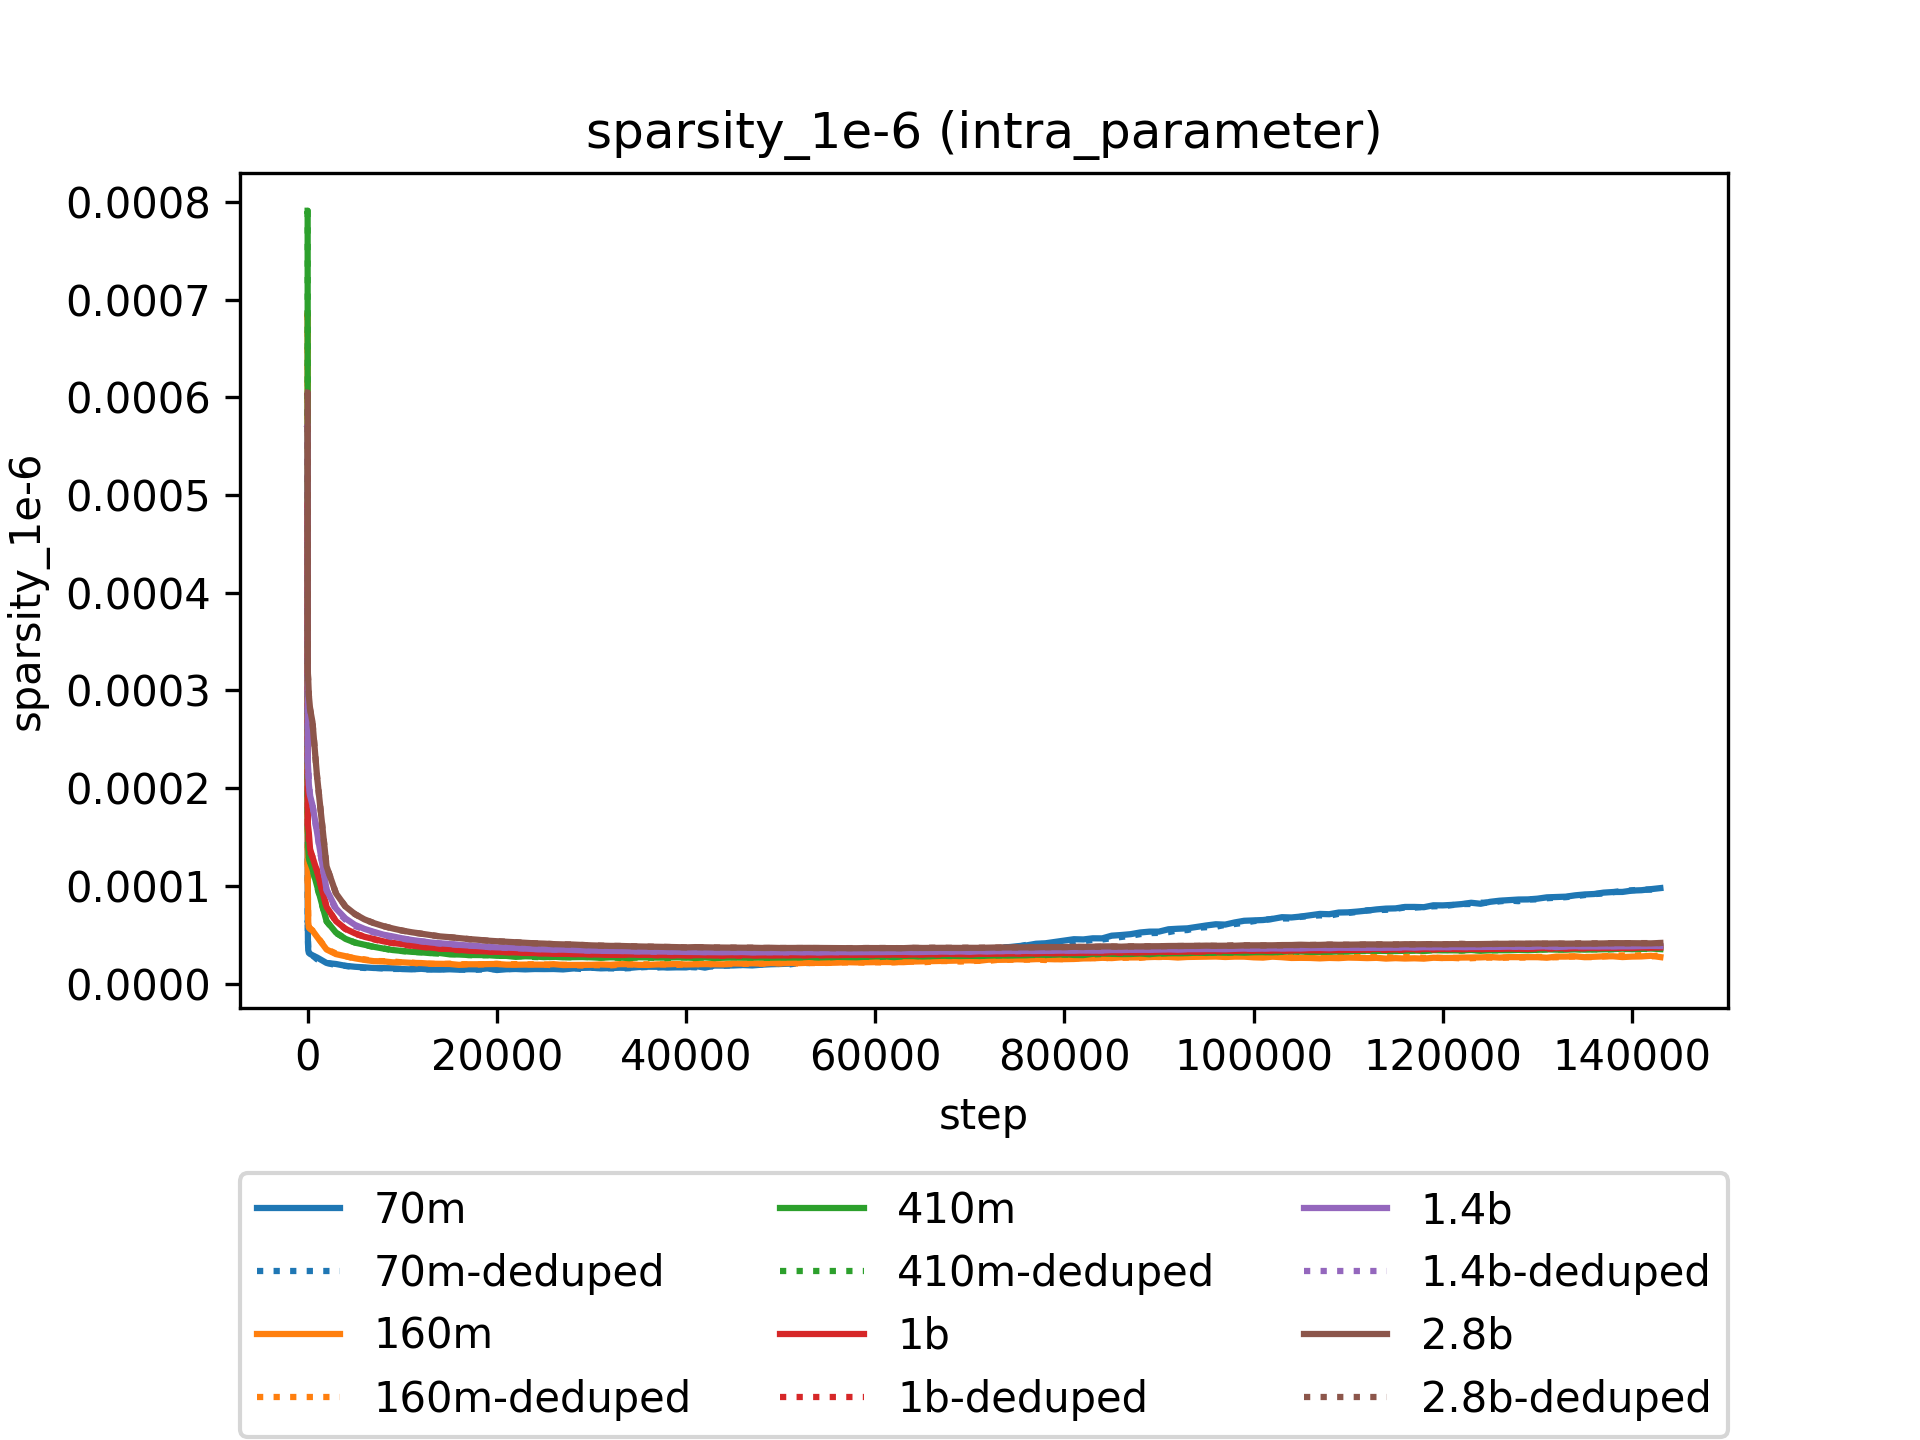 sparsity_1e-6 (intra_parameter)
sparsity_1e-6
0.0008
0.0007
0.0006
0.0005
0.0004
0.0003
0.0002
0.0001
0.0000
0 20000 40000 60000 80000 100000 120000 140000
step
70m 410m 1.4b
70m-deduped 410m-deduped 1.4b-deduped
160m 1b 2.8b
160m-deduped 1b-deduped 2.8b-deduped